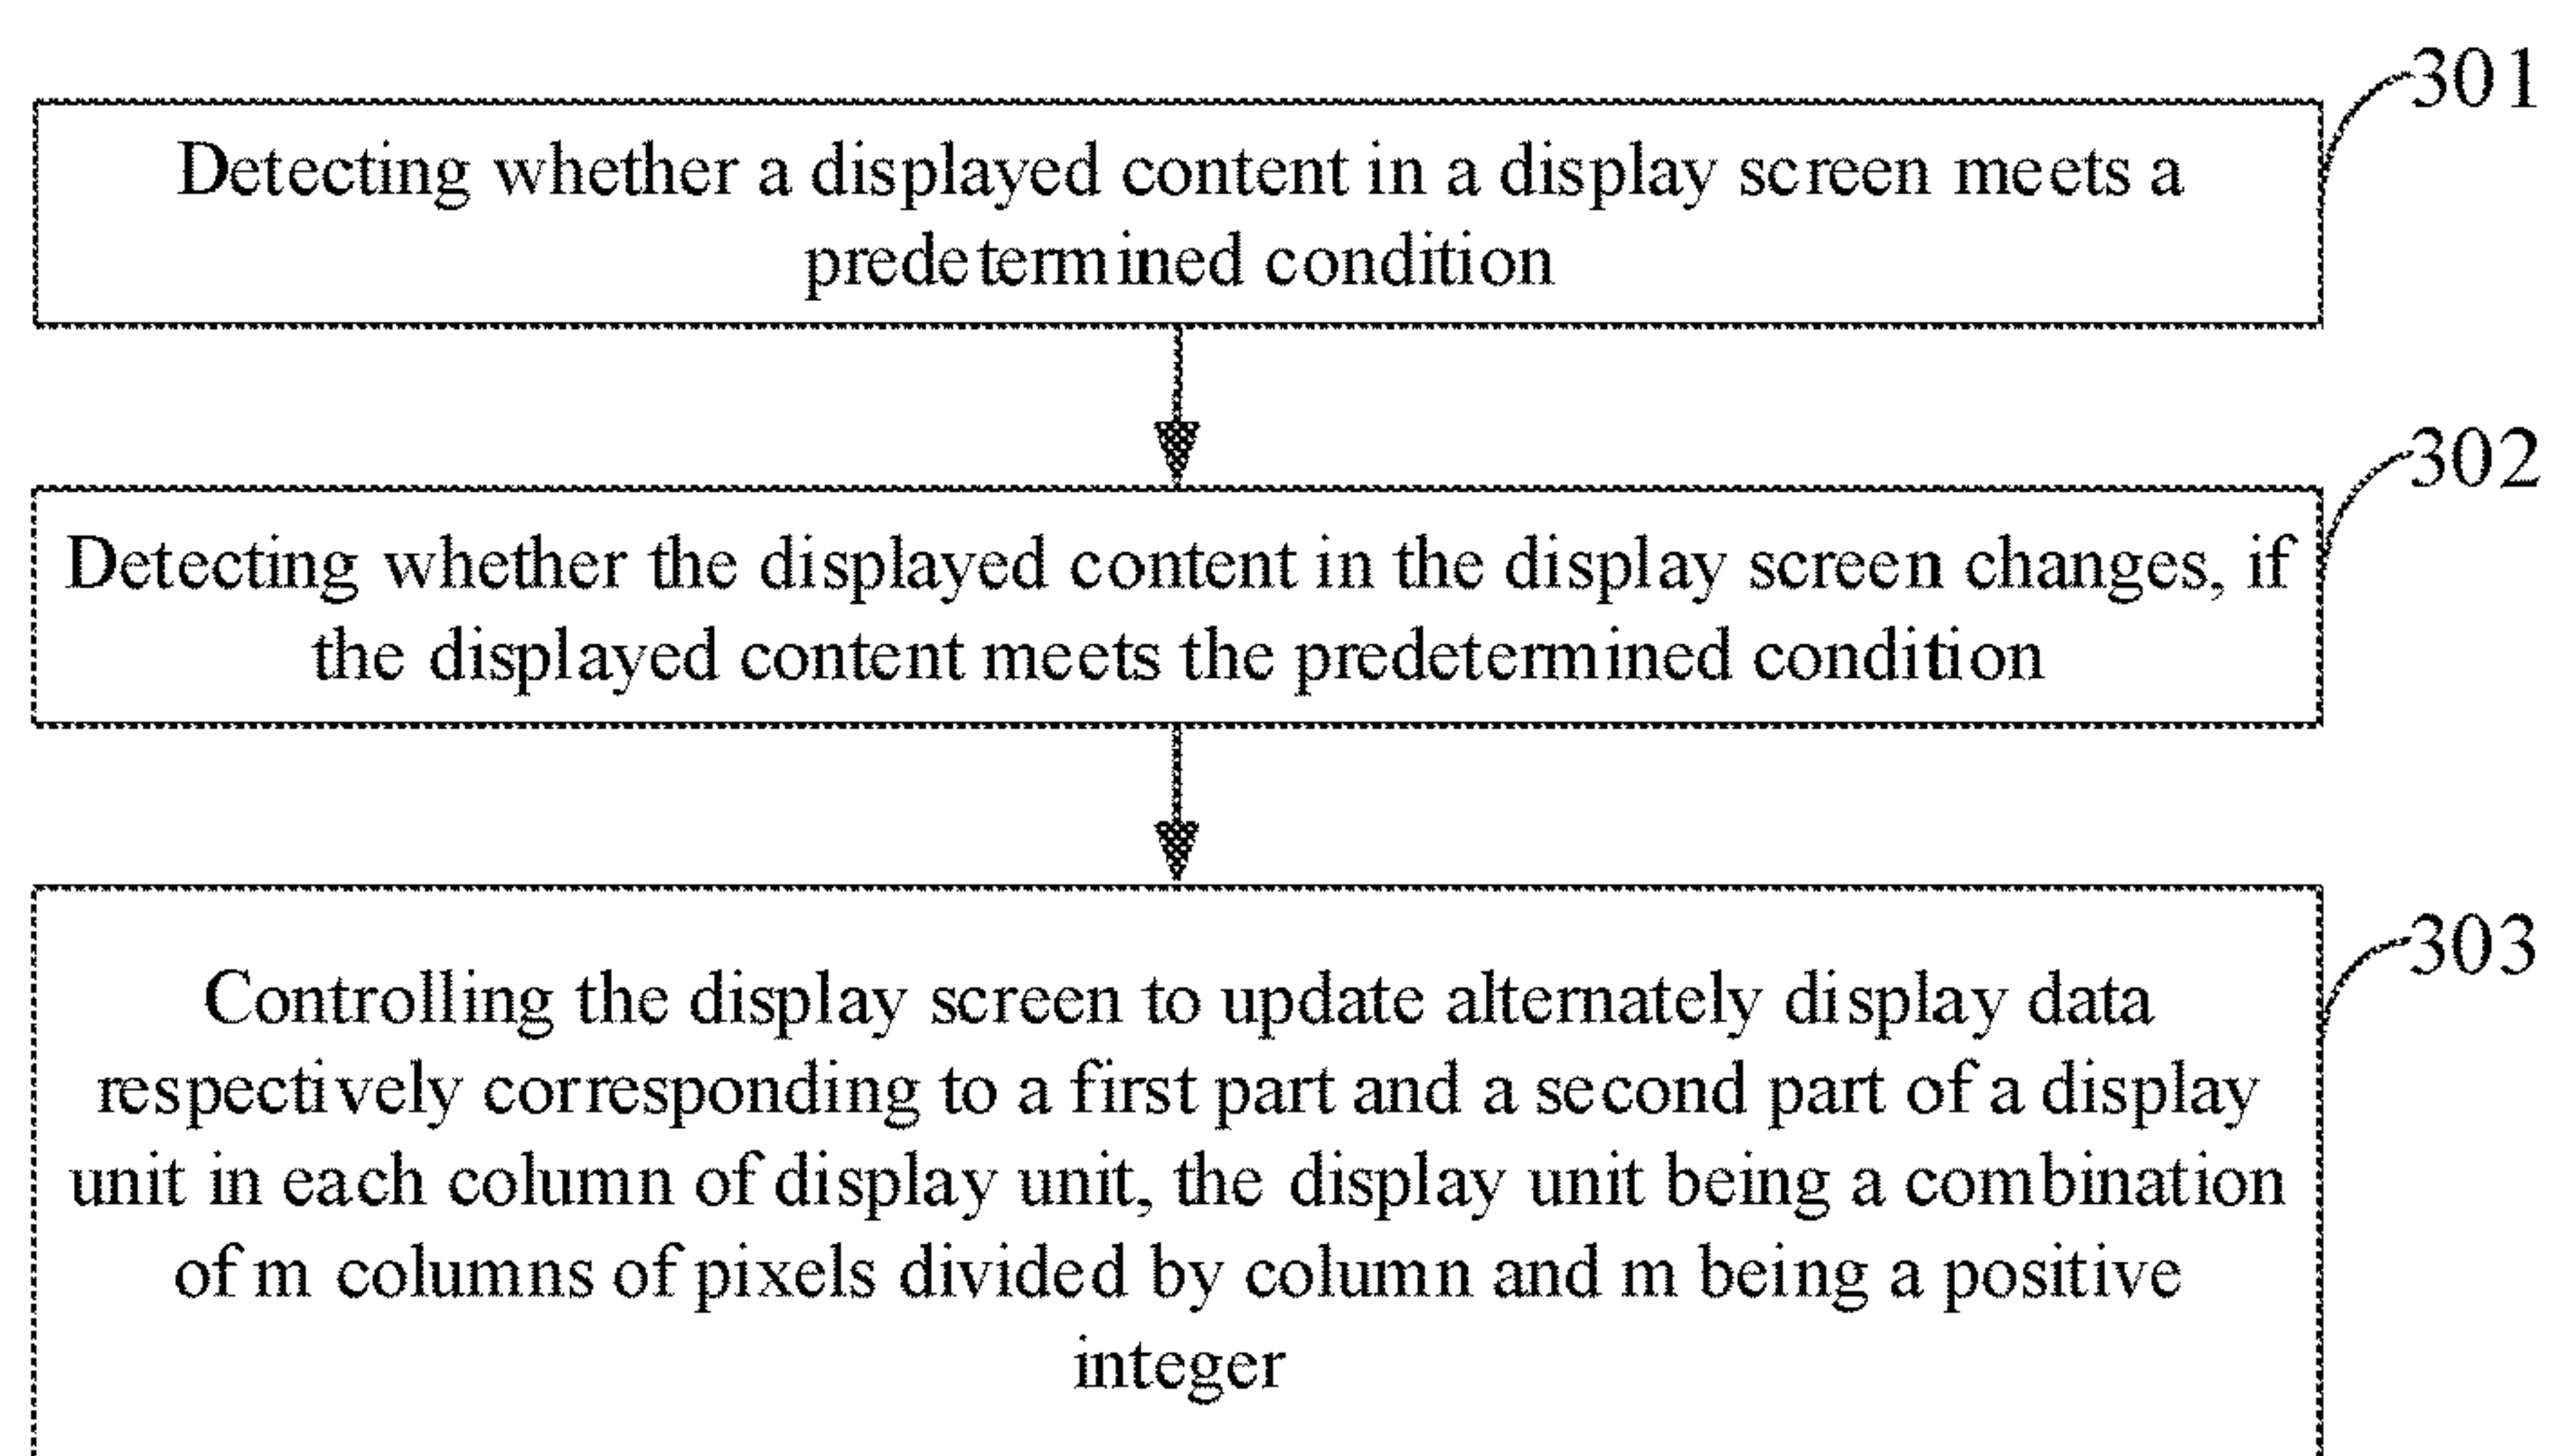 301
Detecting whether a displayed content in a display screen meets a
predetermined condition
302
Detecting whether the displayed content in the display screen changes, if
the displayed content meets the predetermined condition
303
Controlling the display screen to update alternately display data
respectively corresponding to a first part and a second part of a display
unit in each column of display unit, the display unit being a combination
of m columns of pixels divided by column and m being a positive
integer